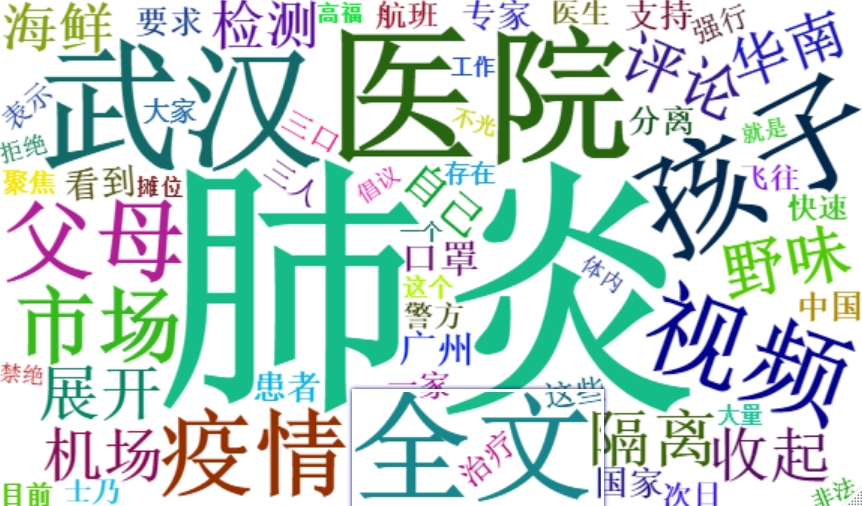 海鲜
要求
检测
高福
航班
专家
医生
支持
强行
武汉
医院
工作
评论
华南
表示
大家
三口
不光
分离
就是
孩子
拒绝
聚焦
看到
摊位
三人
倡议
自己
存在
飞往
快速
父母
肺炎
一个
口罩
体内
野味
市场
这个
警方
广州
视频
中国
禁绝
展开
患者
一家
这些
大量
机场
疫情
全文
治疗
隔离
收起
目前
士乃
国家
次日
非法